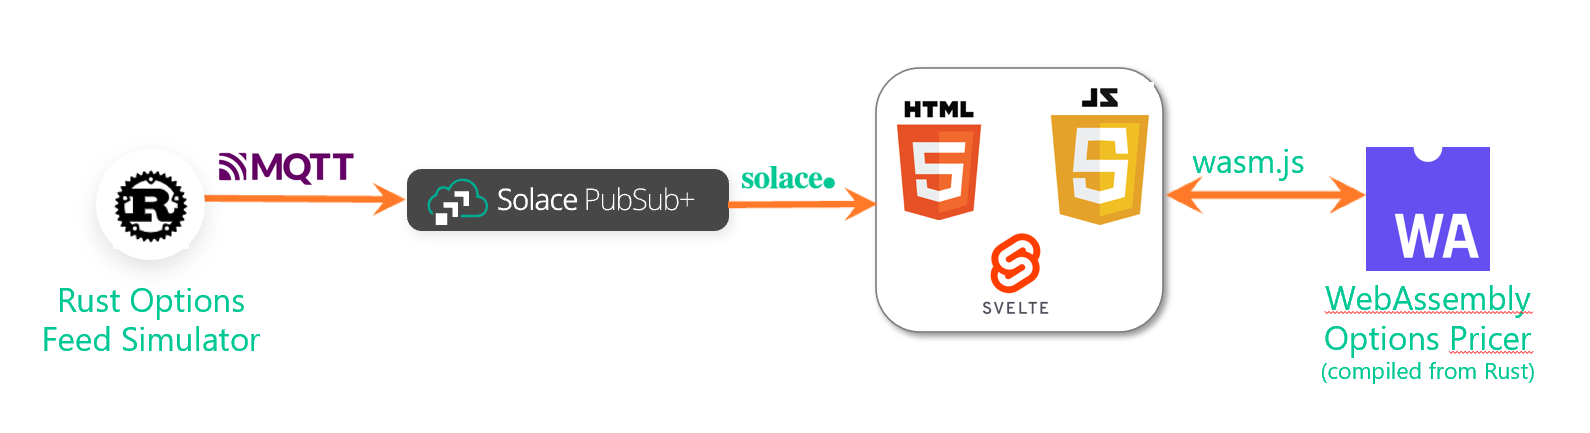 R
Rust Options
Feed Simulator
MQTT
Solace PubSub+
solace.
HTML
5
JS
S
SVELTE
wasm.js
WA
WebAssembly
Options Pricer
(compiled from Rust)